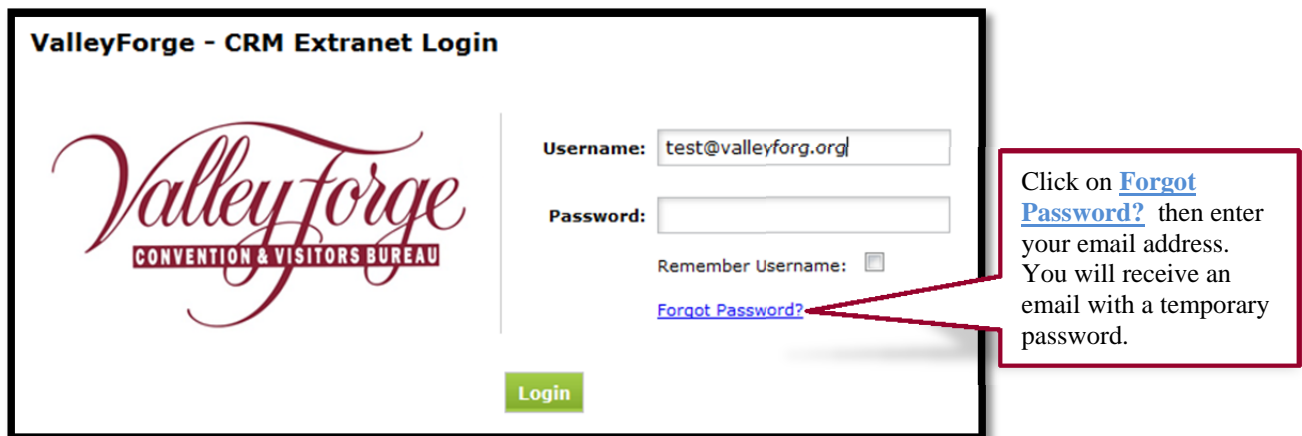 ValleyForge - CRM Extranet Login
Valley Forge
CONVENTION & VISITORS BUREAU
Username: test@valleyforg.org
Password:
Remember Username:
Forgot Password?
Login
Click on Forgot
Password? then enter
your email address.
You will receive an
email with a temporary
password.